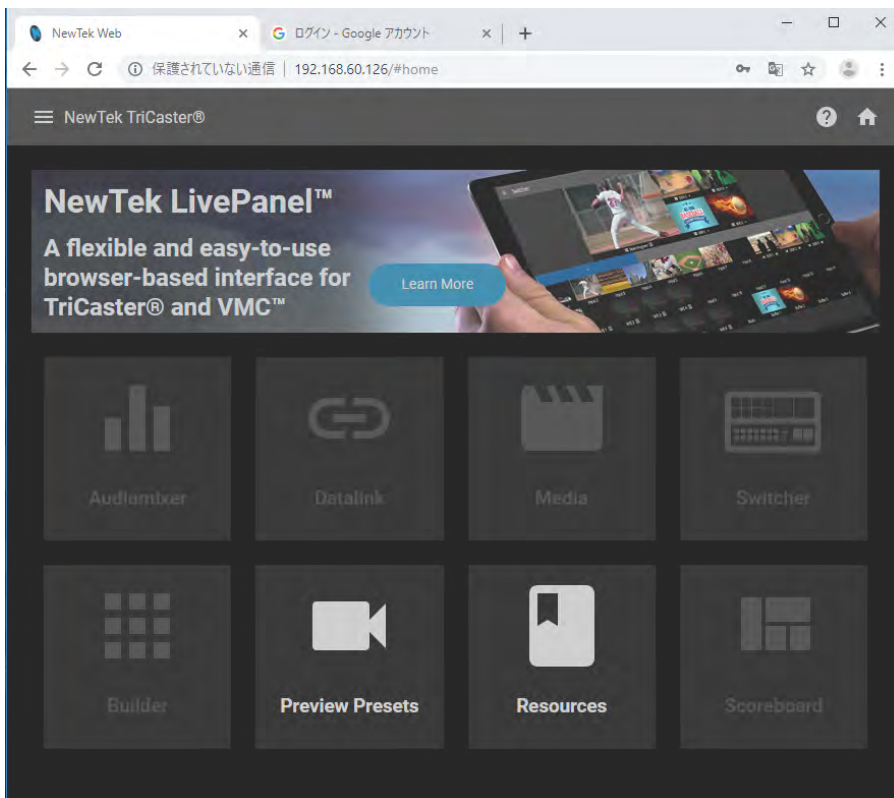 NewTek Web
ログイン - Google アカウント
保護されていない通信 | 192.168.60.126/#home
NewTek TriCaster®
NewTek LivePanel™
A flexible and easy-to-use
browser-based interface for
TriCaster® and VMC™
Learn More
Audiomixer
Datalink
Media
Switcher
Builder
Preview Presets
Resources
Scoreboard